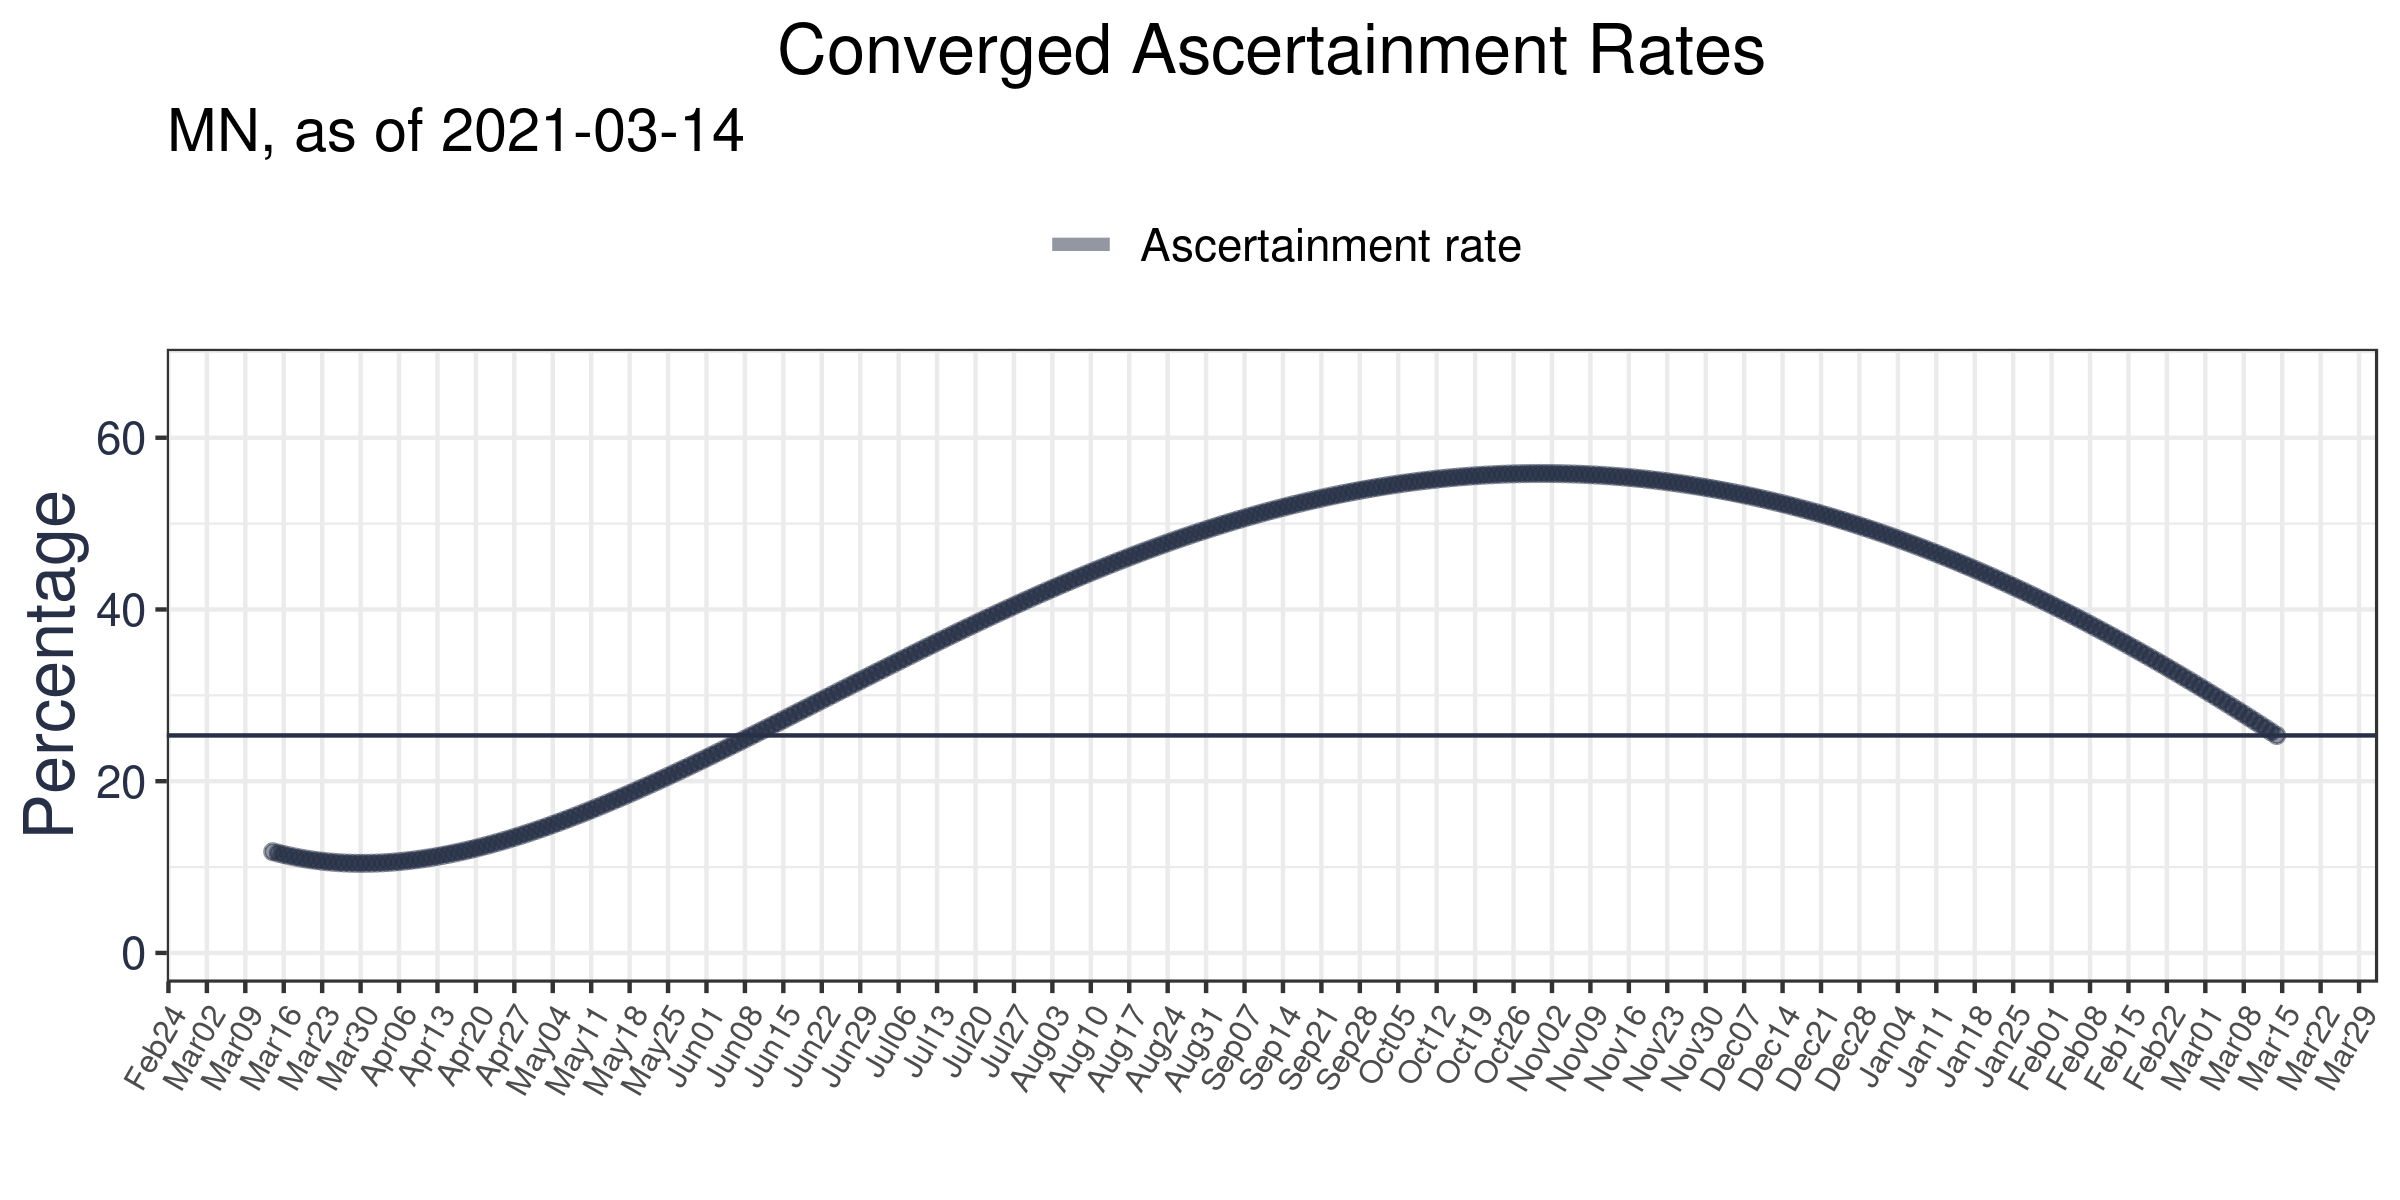 Converged Ascertainment Rates
MN, as of 2021-03-14
Ascertainment rate
Percentage
60
40
20
0
Feb24 Mar02 Mar09 Mar16 Mar23 Mar30 Apr06 Apr13 Apr20 Apr27 May04 May11 May18 May25 Jun01 Jun08 Jun15 Jun22 Jun29 Jul06 Jul13 Jul20 Jul27 Aug03 Aug10 Aug17 Aug24 Aug31 Sep07 Sep14 Sep21 Sep28 Oct05 Oct12 Oct19 Oct26 Nov02 Nov09 Nov16 Nov23 Nov30 Dec07 Dec14 Dec21 Dec28 Jan04 Jan11 Jan18 Jan25 Feb01 Feb08 Feb15 Feb22 Mar01 Mar08 Mar15 Mar22 Mar29